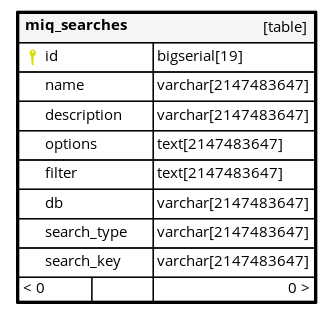 miq_searches [table]
id bigserial[19]
name varchar[2147483647]
description varchar[2147483647]
options text[2147483647]
filter text[2147483647]
db varchar[2147483647]
search_type varchar[2147483647]
search_key varchar[2147483647]
< 0 0 >